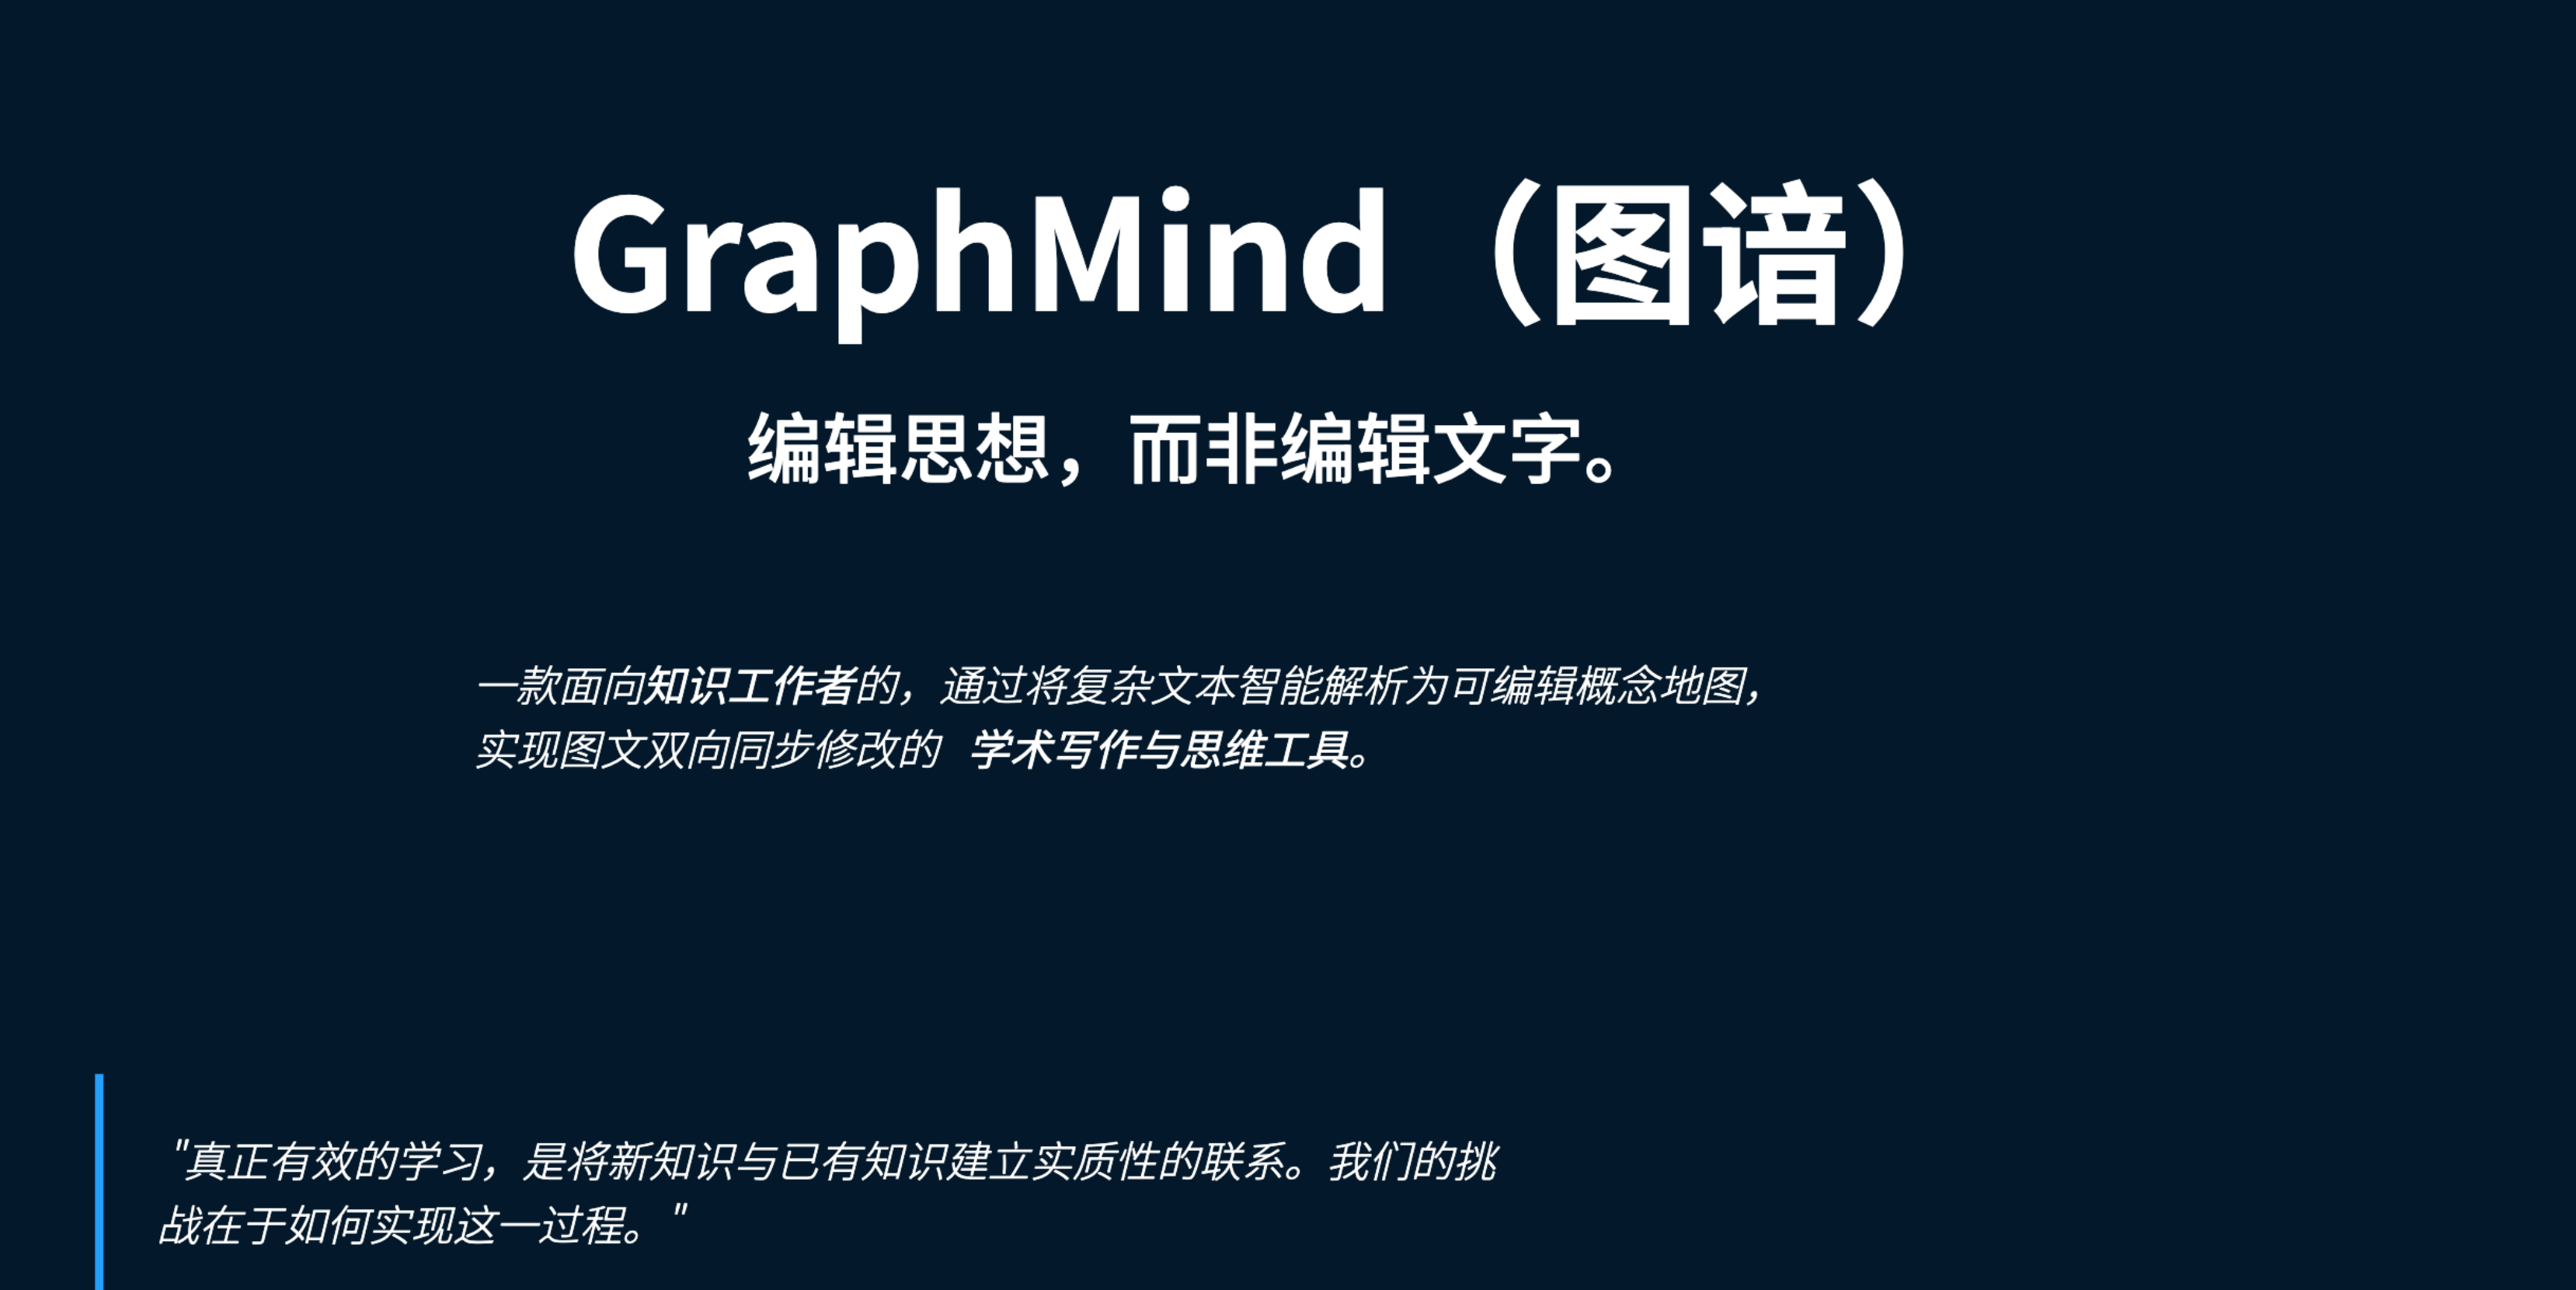 GraphMind（图谙）
编辑思想，而非编辑文字。
一款面向知识工作者的，通过将复杂文本智能解析为可编辑概念地图，
实现图文双向同步修改的 学术写作与思维工具。
"真正有效的学习，是将新知识与已有知识建立实质性的联系。我们的挑
战在于如何实现这一过程。"